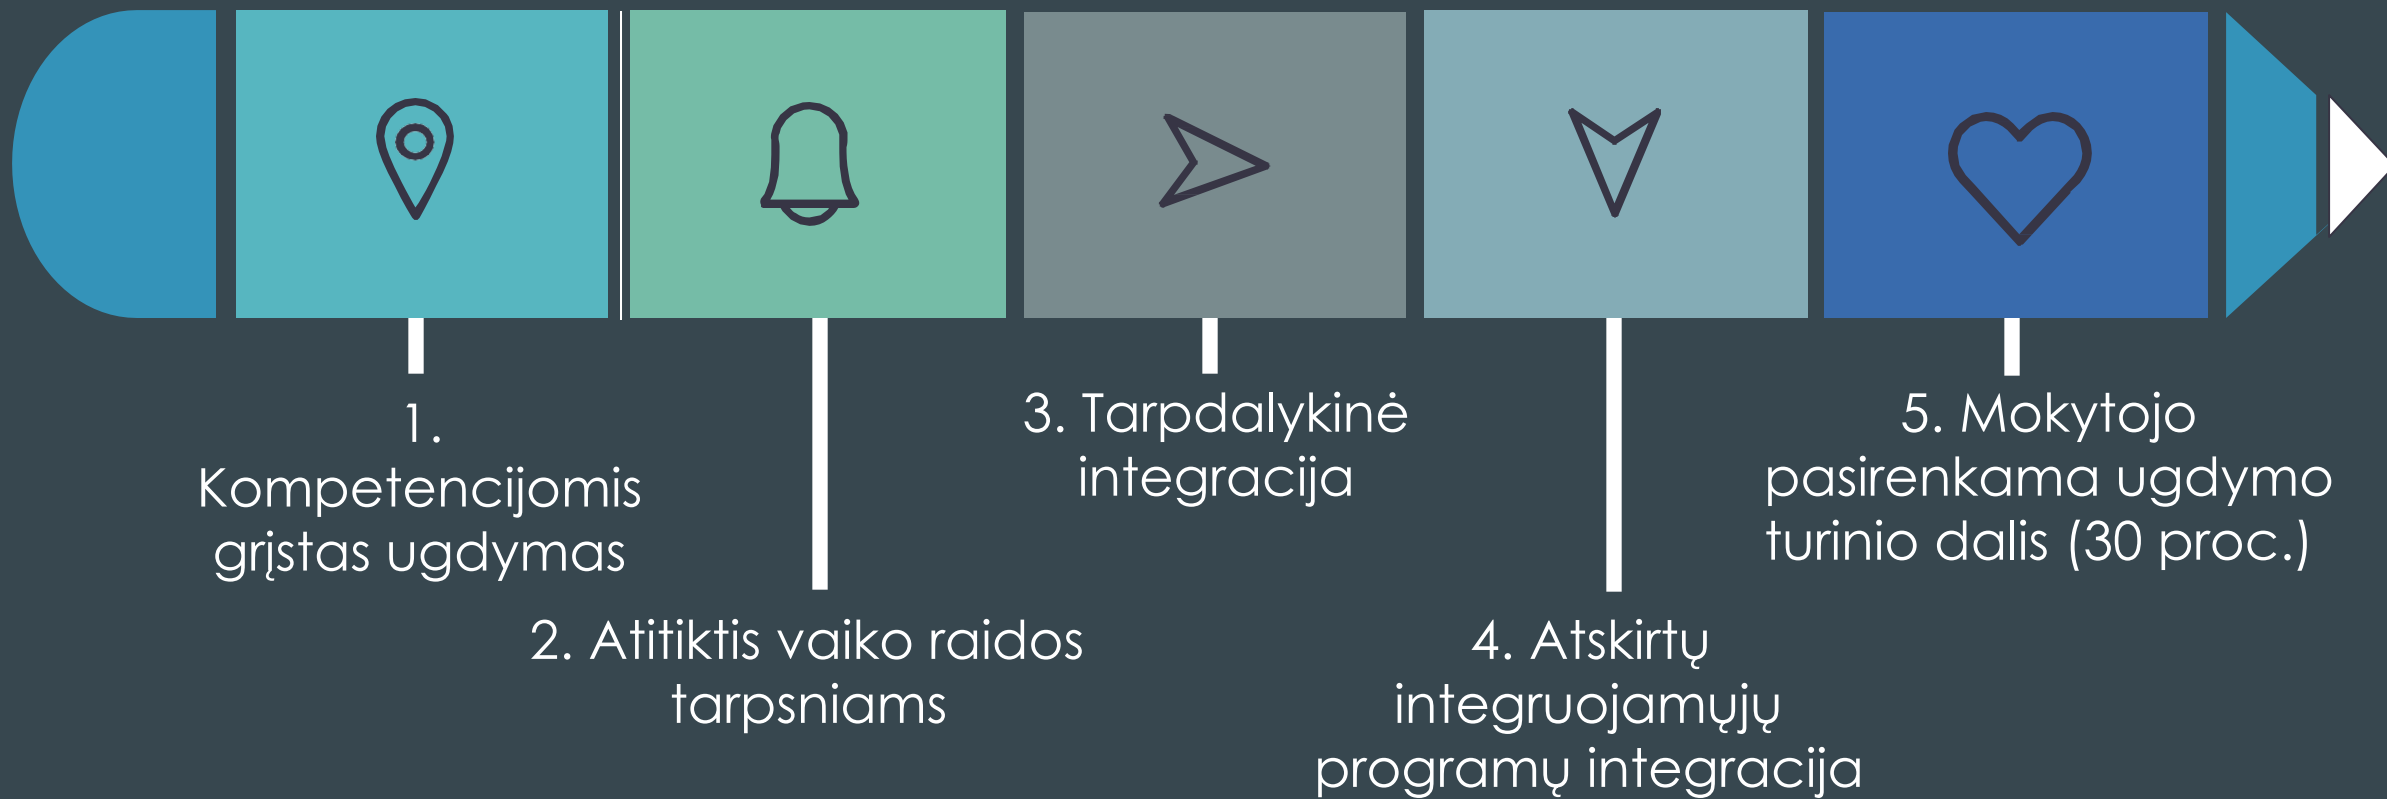 1.
Kompetencijomis
grįstas ugdymas
2. Atitiktis vaiko raidos
tarpsniams
3. Tarpdalykinė
integracija
4. Atskirtų
integruojamųjų
programų integracija
5. Mokytojo
pasirenkama ugdymo
turinio dalis (30 proc.)